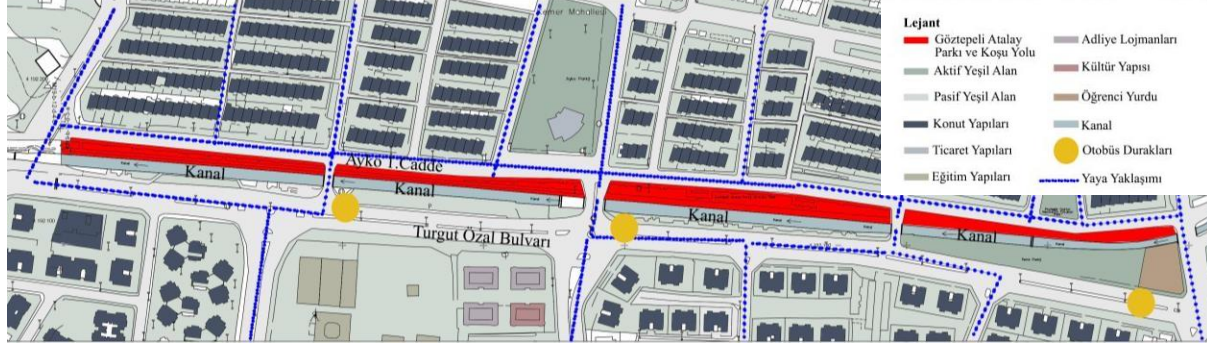 Lejant
Göztepeli Atalay
Parkı ve Koşu Yolu
Aktif Yeşil Alan
Pasif Yeşil Alan
Konut Yapıları
Ticaret Yapıları
Eğitim Yapıları
Adliye Lojmanları
Kültür Yapısı
Öğrenci Yurdu
Kanal
Otobüs Durakları
Yaya Yaklaşımı
Mahallesi
Ayko 1.Cadde
Kanal
Kanal
Kanal
Kanal
Turgut Özal Bulvarı